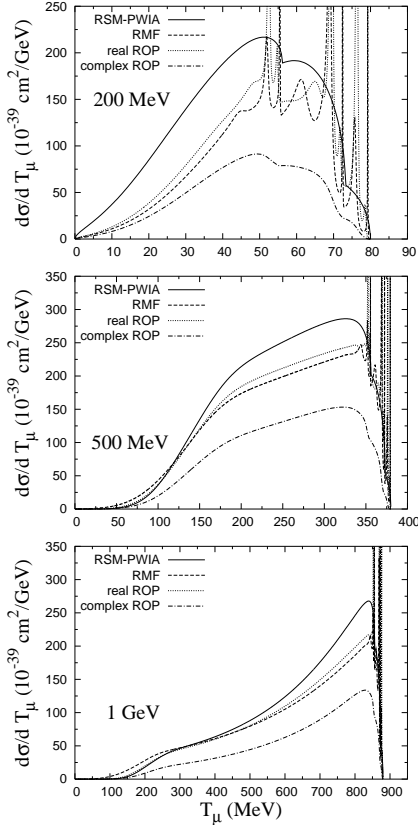 RSM-PWIA
RMF
real ROP
complex ROP
200 MeV
dσ/d Tμ (10^-39 cm^2/GeV)
250
200
150
100
50
0
0 10 20 30 40 50 60 70 80 90
RSM-PWIA
RMF
real ROP
complex ROP
500 MeV
dσ/d Tμ (10^-39 cm^2/GeV)
350
300
250
200
150
100
50
0
0 50 100 150 200 250 300 350 400
RSM-PWIA
RMF
real ROP
complex ROP
1 GeV
dσ/d Tμ (10^-39 cm^2/GeV)
350
300
250
200
150
100
50
0
0 100 200 300 400 500 600 700 800 900
Tμ (MeV)